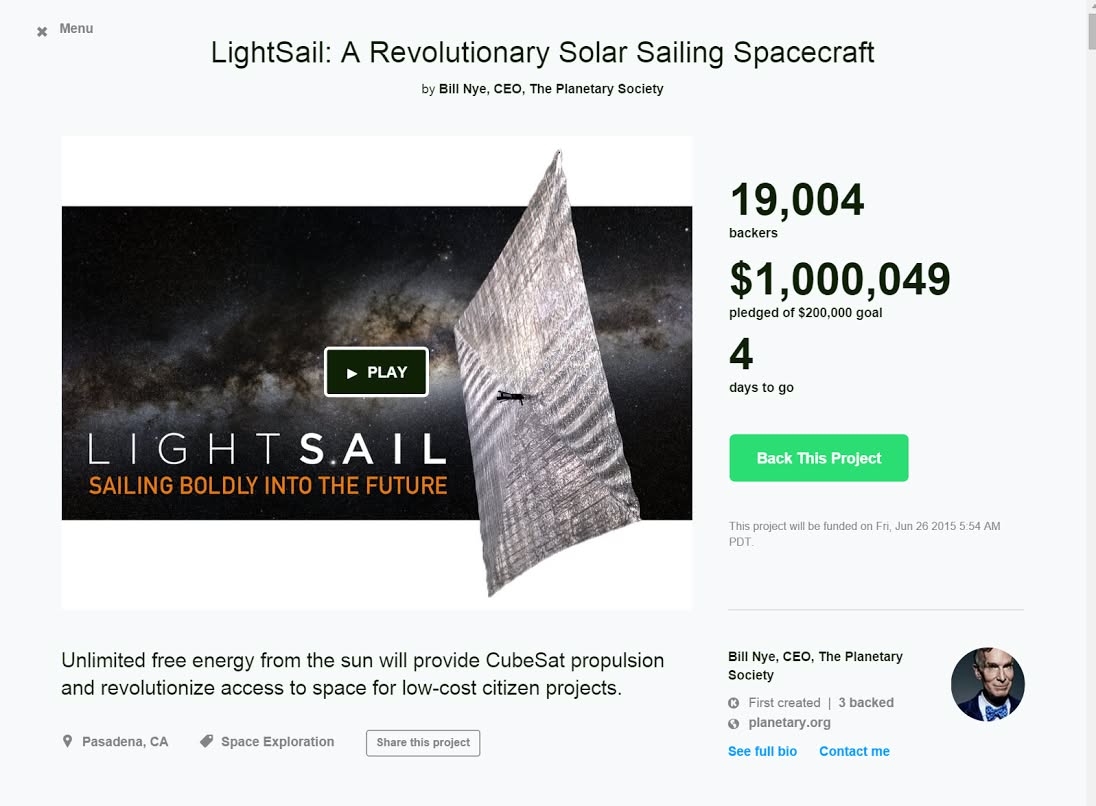 Menu
LightSail: A Revolutionary Solar Sailing Spacecraft
by Bill Nye, CEO, The Planetary Society
PLAY
LIGHTSAIL
SAILING BOLDLY INTO THE FUTURE
19,004
backers
$1,000,049
pledged of $200,000 goal
4
days to go
Back This Project
This project will be funded on Fri, Jun 26 2015 5:54 AM
PDT.
Unlimited free energy from the sun will provide CubeSat propulsion
and revolutionize access to space for low-cost citizen projects.
Pasadena, CA
Space Exploration
Share this project
Bill Nye, CEO, The Planetary
Society
First created | 3 backed
planetary.org
See full bio
Contact me